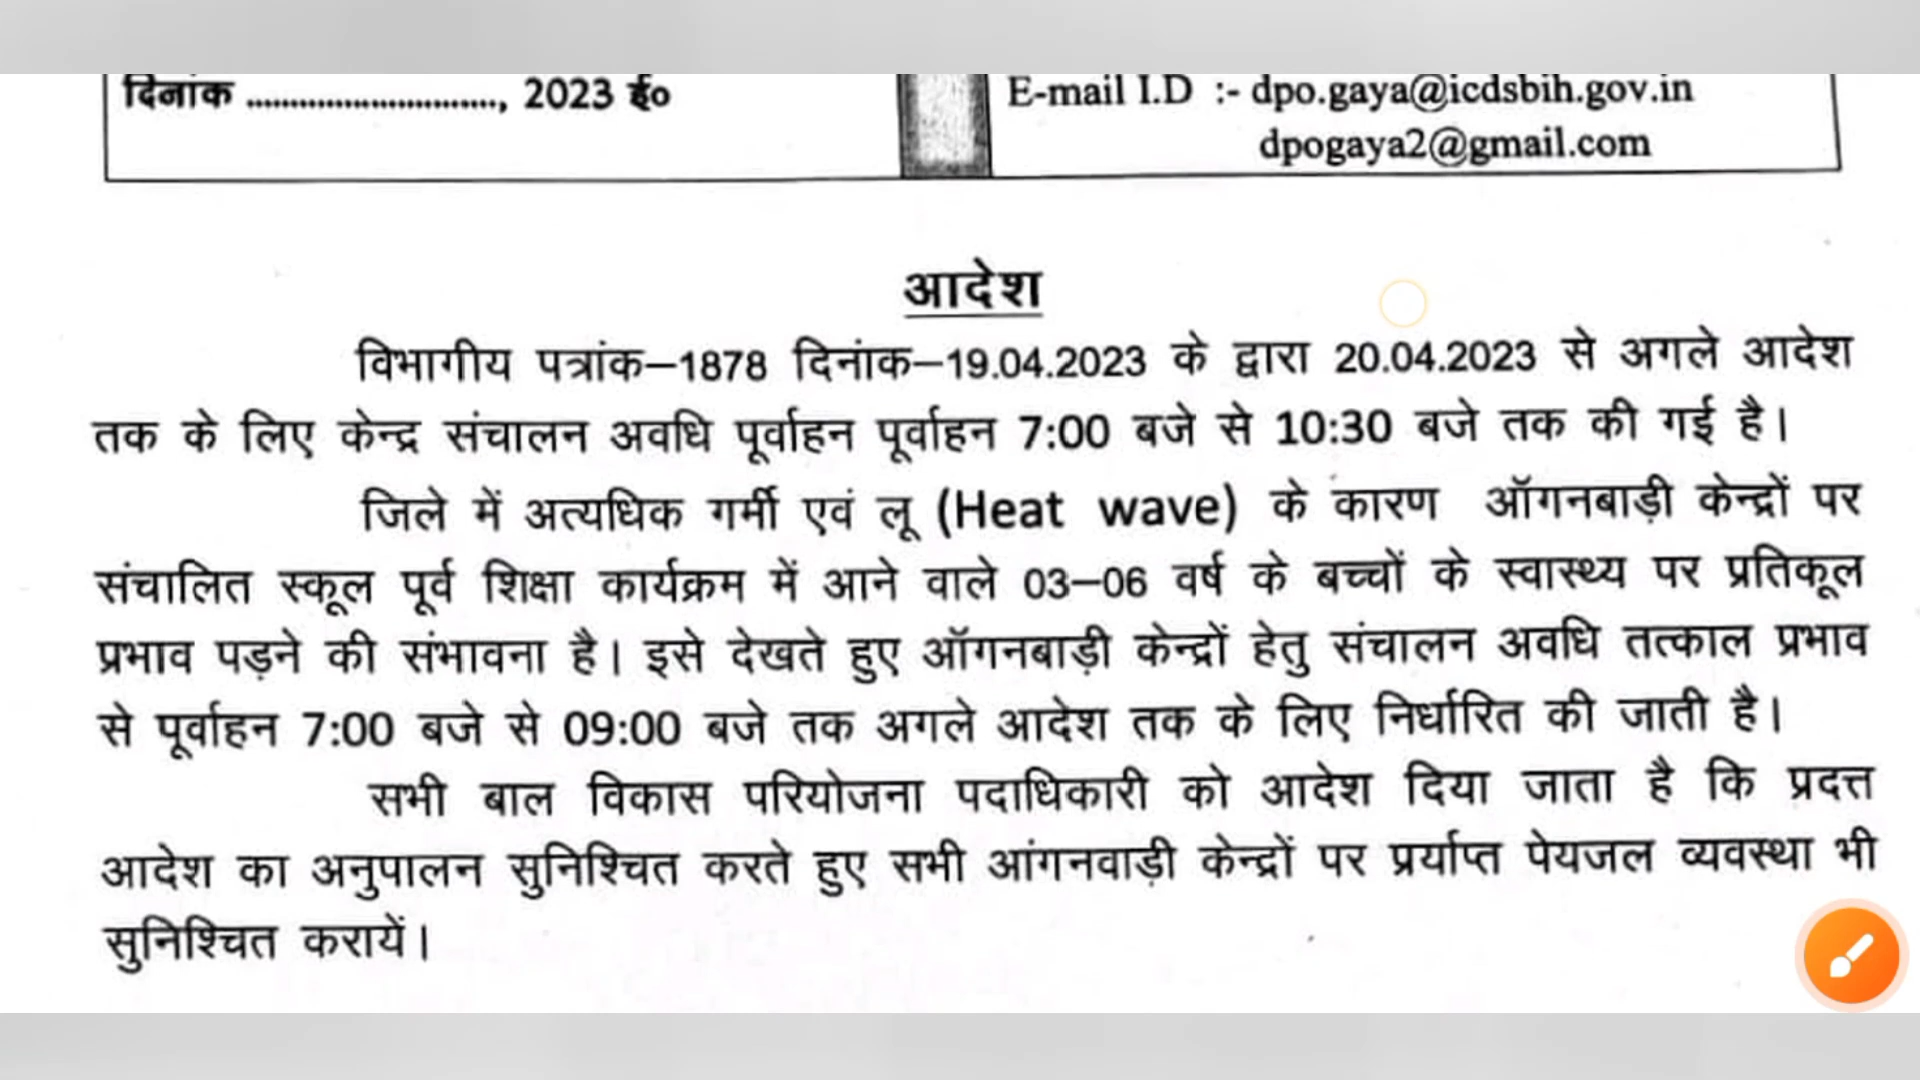 दिनांक ............................, 2023 ई०
E-mail I.D :- dpo.gaya@icdsbih.gov.in
dpogaya2@gmail.com
आदेश
विभागीय पत्रांक–1878 दिनांक–19.04.2023 के द्वारा 20.04.2023 से अगले आदेश
तक के लिए केन्द्र संचालन अवधि पूर्वाहन पूर्वाहन 7:00 बजे से 10:30 बजे तक की गई है।
जिले में अत्यधिक गर्मी एवं लू (Heat wave) के कारण ऑगनबाड़ी केन्द्रों पर
संचालित स्कूल पूर्व शिक्षा कार्यक्रम में आने वाले 03–06 वर्ष के बच्चों के स्वास्थ्य पर प्रतिकूल
प्रभाव पड़ने की संभावना है। इसे देखते हुए ऑगनबाड़ी केन्द्रों हेतु संचालन अवधि तत्काल प्रभाव
से पूर्वाहन 7:00 बजे से 09:00 बजे तक अगले आदेश तक के लिए निर्धारित की जाती है।
सभी बाल विकास परियोजना पदाधिकारी को आदेश दिया जाता है कि प्रदत्त
आदेश का अनुपालन सुनिश्चित करते हुए सभी आंगनवाड़ी केन्द्रों पर प्रर्याप्त पेयजल व्यवस्था भी
सुनिश्चित करायें।